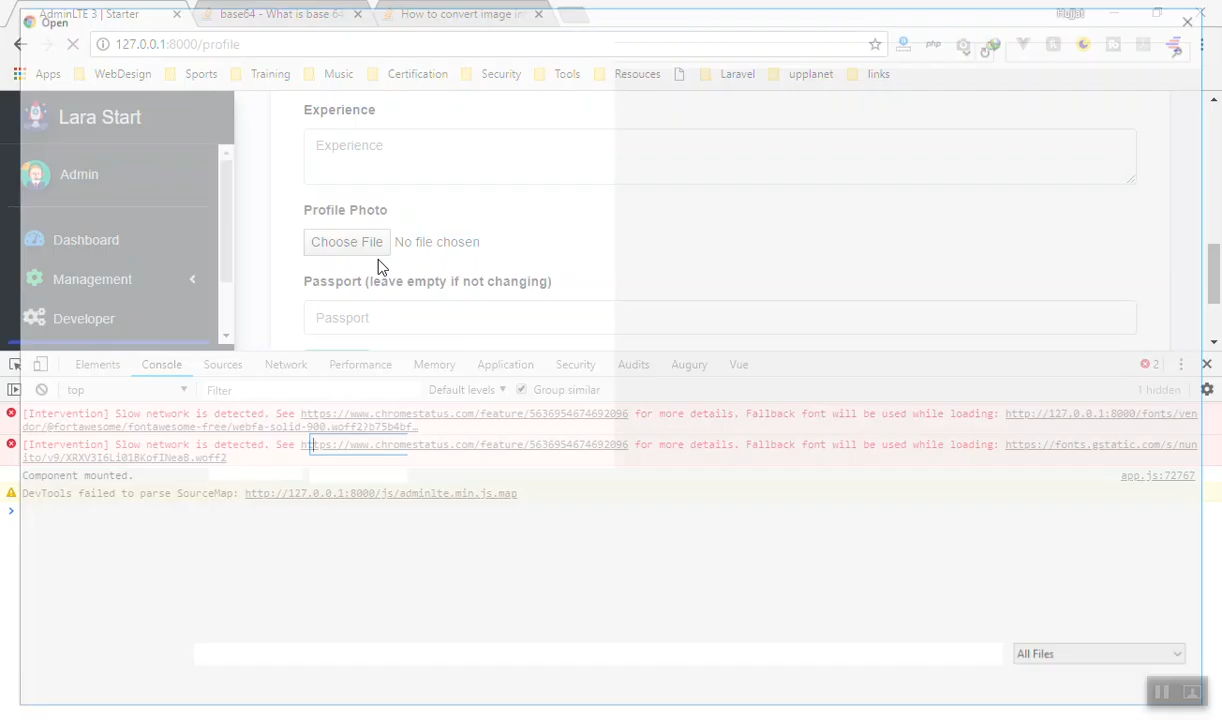 AdminLTE 3 | Starter
base64 - What is base 64
How to convert image in
Hujjat
Open
127.0.0.1:8000/profile
php
Apps
WebDesign
Sports
Training
Music
Certification
Security
Tools
Resouces
Laravel
upplanet
links
Lara Start
Admin
Dashboard
Management
Developer
Experience
Experience
Profile Photo
Choose File No file chosen
Passport (leave empty if not changing)
Passport
Elements Console Sources Network Performance Memory Application Security Audits Augury Vue
2
top
Filter
Default levels
Group similar
1 hidden
[Intervention] Slow network is detected. See https://www.chromestatus.com/feature/5636954674692096 for more details. Fallback font will be used while loading: http://127.0.0.1:8000/fonts/ven
dor/@fortawesome/fontawesome-free/webfa-solid-900.woff2?b75b4bf…
[Intervention] Slow network is detected. See https://www.chromestatus.com/feature/5636954674692096 for more details. Fallback font will be used while loading: https://fonts.gstatic.com/s/nun
ito/v9/XRXV3I6Li01BKofINeaB.woff2
Component mounted.
app.js:72767
DevTools failed to parse SourceMap: http://127.0.0.1:8000/js/adminlte.min.js.map
All Files